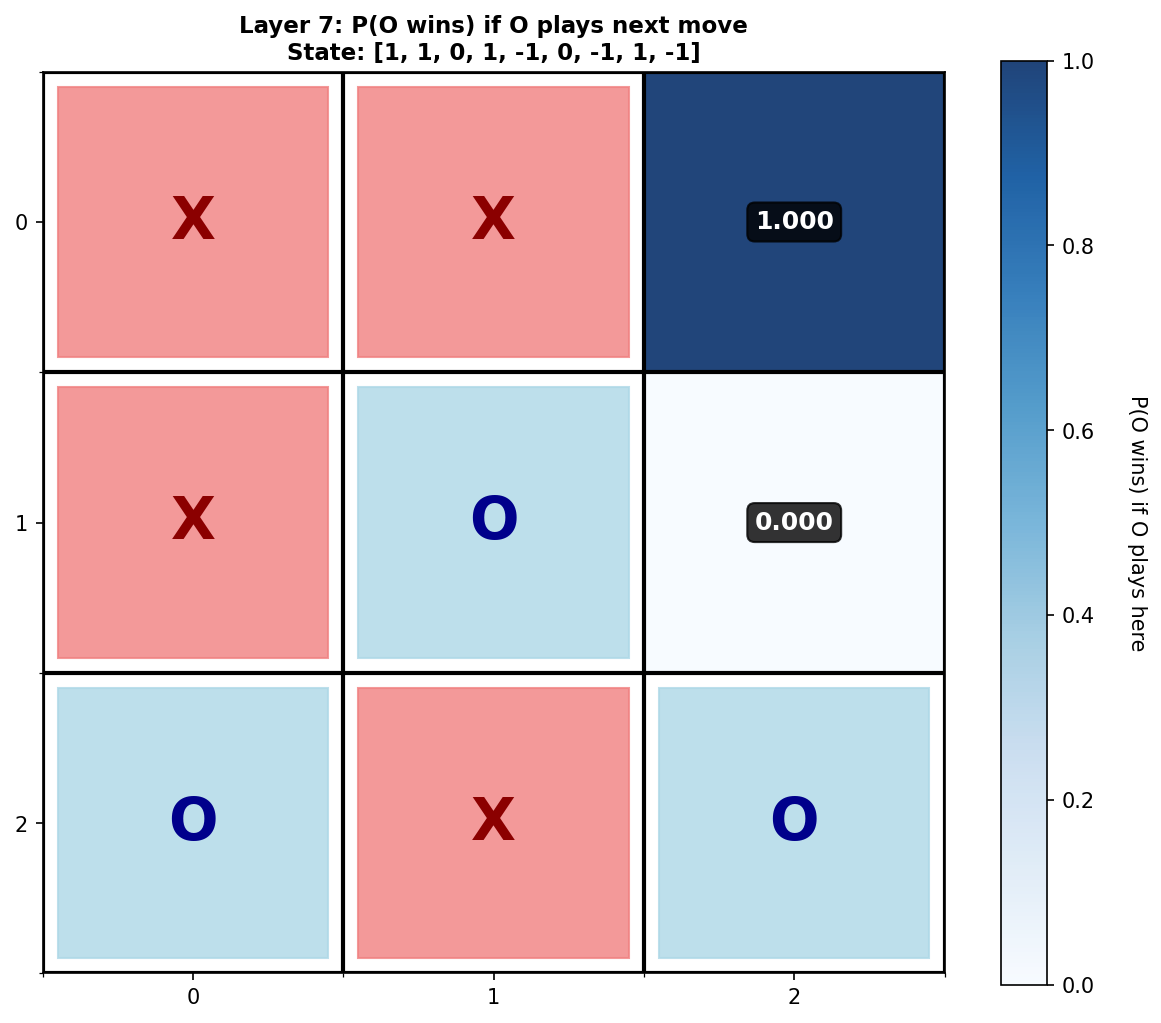 Layer 7: P(O wins) if O plays next move
State: [1, 1, 0, 1, -1, 0, -1, 1, -1]
0
X
X
1.000
1
X
O
0.000
2
O
X
O
0
1
2
1.0
0.8
0.6
0.4
0.2
0.0
P(O wins) if O plays here